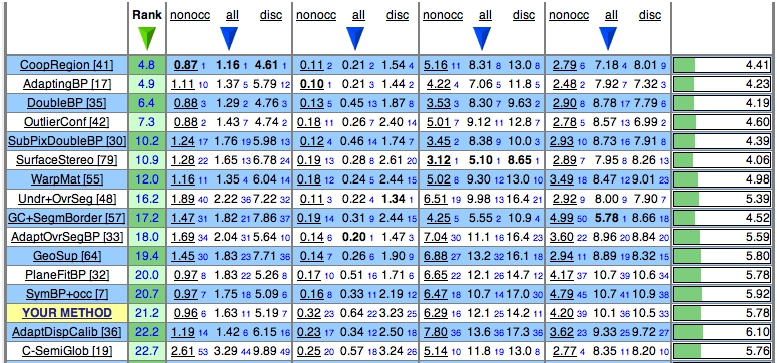 Rank nonocc all disc nonocc all disc nonocc all disc nonocc all disc
CoopRegion [41] 4.8 0.87 1 1.16 1 4.61 1 0.11 2 0.21 2 1.54 4 5.16 11 8.31 8 13.0 8 2.79 6 7.18 4 8.01 9 4.41
AdaptingBP [17] 4.9 1.11 10 1.37 5 5.79 12 0.10 1 0.21 3 1.44 2 4.22 4 7.06 5 11.8 5 2.48 2 7.92 7 7.32 3 4.23
DoubleBP [35] 6.4 0.88 3 1.29 2 4.76 3 0.13 5 0.45 13 1.87 8 3.53 3 8.30 7 9.63 2 2.90 8 8.78 17 7.79 6 4.19
OutlierConf [42] 7.3 0.88 2 1.43 7 4.74 2 0.18 11 0.26 7 2.40 14 5.01 7 9.12 11 12.8 7 2.78 5 8.57 13 6.99 2 4.60
SubPixDoubleBP [30] 10.2 1.24 17 1.76 19 5.98 13 0.12 4 0.46 14 1.74 7 3.45 2 8.38 9 10.0 3 2.93 10 8.73 16 7.91 8 4.39
SurfaceStereo [79] 10.9 1.28 22 1.65 13 6.78 24 0.19 13 0.28 8 2.61 20 3.12 1 5.10 1 8.65 1 2.89 7 7.95 8 8.26 13 4.06
WarpMat [55] 12.0 1.16 11 1.35 4 6.04 14 0.18 12 0.24 5 2.44 15 5.02 8 9.30 12 13.0 10 3.49 18 8.47 12 9.01 23 4.98
Undr+OvrSeg [48] 16.2 1.89 40 2.22 36 7.22 32 0.11 3 0.22 4 1.34 1 6.51 19 9.98 13 16.4 21 2.92 9 8.00 9 7.90 7 5.39
GC+SegmBorder [57] 17.2 1.47 31 1.82 21 7.86 37 0.19 14 0.31 9 2.44 15 4.25 5 5.55 2 10.9 4 4.99 50 5.78 1 8.66 18 4.52
AdaptOvrSegBP [33] 18.0 1.69 34 2.04 31 5.64 10 0.14 6 0.20 1 1.47 3 7.04 30 11.1 16 16.4 23 3.60 22 8.96 20 8.84 20 5.59
GeoSup [64] 19.4 1.45 30 1.83 23 7.71 36 0.14 7 0.26 6 1.90 9 6.88 27 13.2 32 16.1 18 2.94 11 8.89 19 8.32 15 5.80
PlaneFitBP [32] 20.0 0.97 8 1.83 22 5.26 8 0.17 10 0.51 16 1.71 6 6.65 22 12.1 26 14.7 12 4.17 37 10.7 39 10.6 34 5.78
SymBP+occ [7] 20.7 0.97 7 1.75 18 5.09 6 0.16 8 0.33 11 2.19 12 6.47 18 10.7 14 17.0 30 4.79 45 10.7 41 10.9 38 5.92
YOUR METHOD 21.2 0.96 6 1.63 11 5.19 7 0.32 23 0.64 22 3.23 25 6.29 16 12.1 25 14.2 11 4.20 39 10.1 36 10.5 33 5.78
AdaptDispCalib [36] 22.2 1.19 14 1.42 6 6.15 16 0.23 17 0.34 12 2.50 18 7.80 36 13.6 36 17.3 34 3.62 23 9.33 25 9.72 27 6.10
C-SemiGlob [19] 22.7 2.61 53 3.29 44 9.89 49 0.25 20 0.57 18 3.24 26 5.14 10 11.8 19 13.0 8 2.77 4 8.35 11 8.20 10 5.76